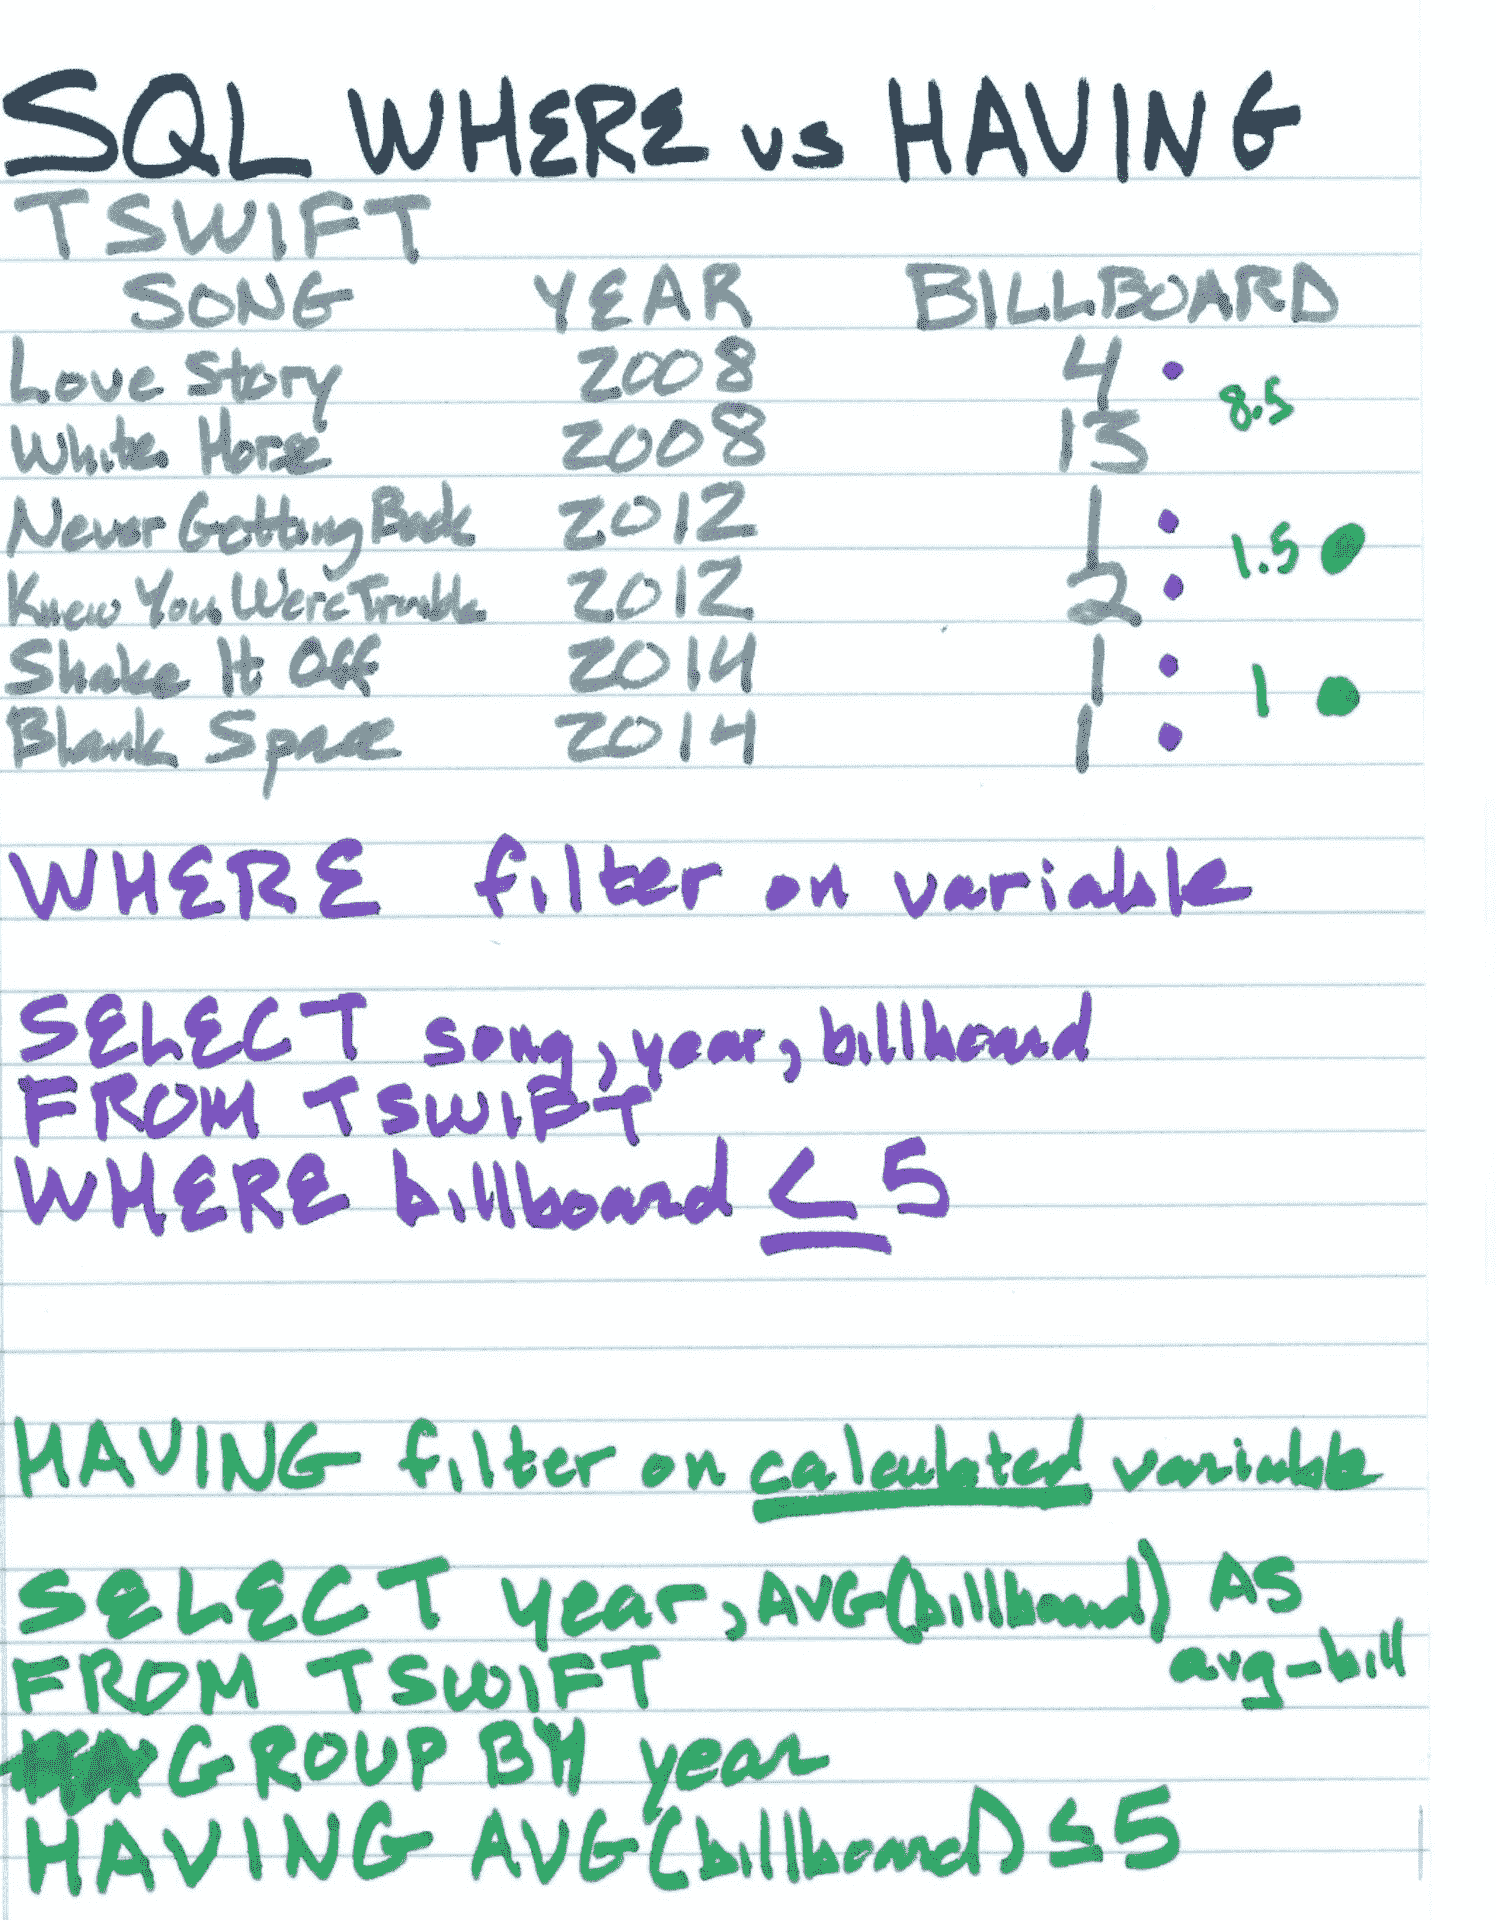 SQL WHERE vs HAVING
TSWIFT
SONG YEAR BILLBOARD
Love Story 2008 4
8.5
White Horse 2008 13
Never Getting Back 2012 1
1.5
Knew You Were Trouble 2012 2
Shake It Off 2014 1
1
Blank Space 2014 1
WHERE filter on variable
SELECT song, year, billboard
FROM TSWIFT
WHERE billboard ≤ 5
HAVING filter on calculated variable
SELECT year, AVG(billboard) AS
avg-bill
FROM TSWIFT
GROUP BY year
HAVING AVG(billboard) ≤ 5